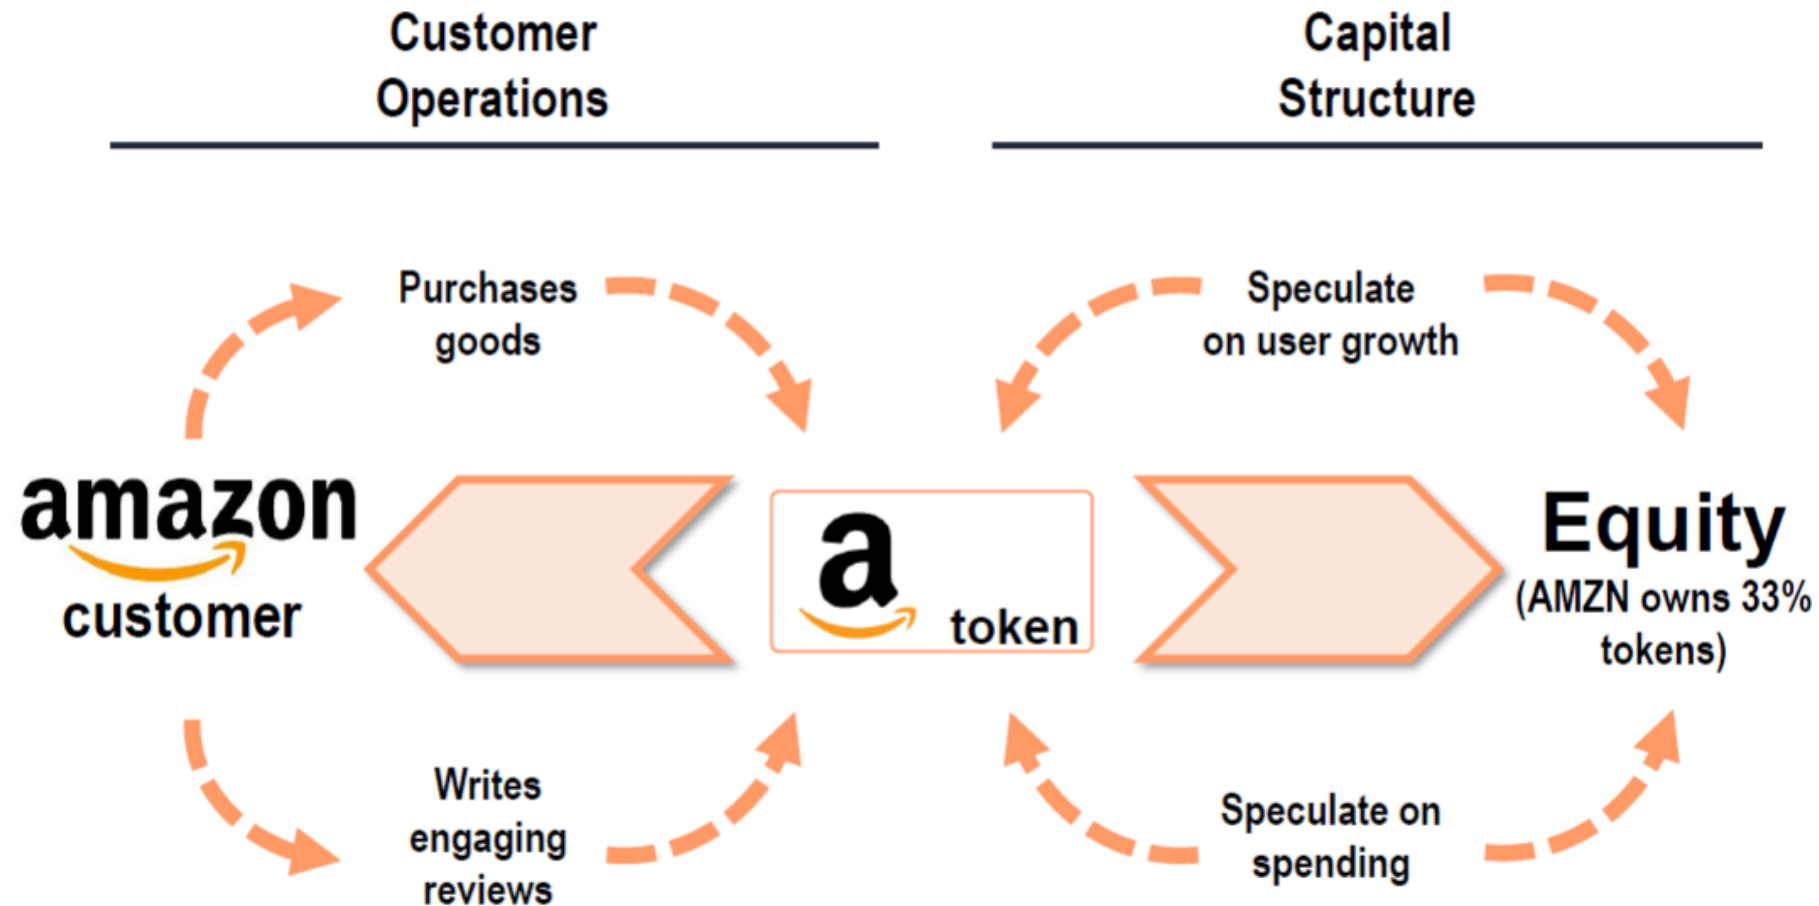 Customer
Operations
Capital
Structure
Purchases
goods
Speculate
on user growth
amazon
customer
a
token
Equity
(AMZN owns 33%
tokens)
Writes
engaging
reviews
Speculate on
spending